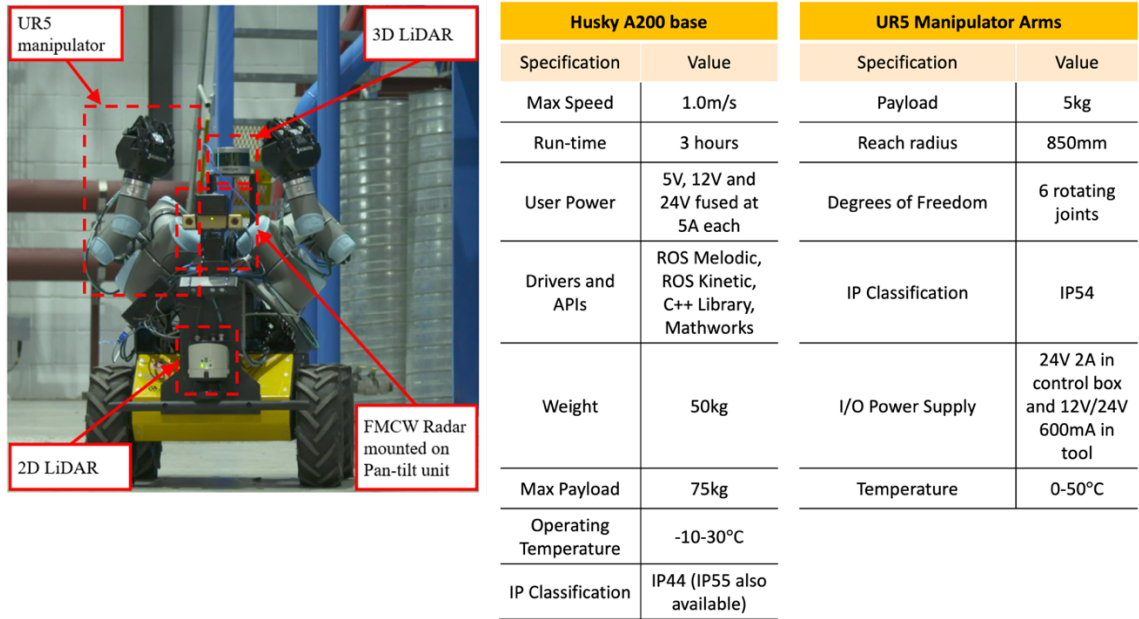 UR5
manipulator
3D LiDAR
2D LiDAR
FMCW Radar
mounted on
Pan-tilt unit
Husky A200 base
Specification Value
Max Speed 1.0m/s
Run-time 3 hours
User Power 5V, 12V and
24V fused at
5A each
Drivers and
APIs ROS Melodic,
ROS Kinetic,
C++ Library,
Mathworks
Weight 50kg
Max Payload 75kg
Operating
Temperature -10-30°C
IP Classification IP44 (IP55 also
available)
UR5 Manipulator Arms
Specification Value
Payload 5kg
Reach radius 850mm
Degrees of Freedom 6 rotating
joints
IP Classification IP54
I/O Power Supply 24V 2A in
control box
and 12V/24V
600mA in
tool
Temperature 0-50°C